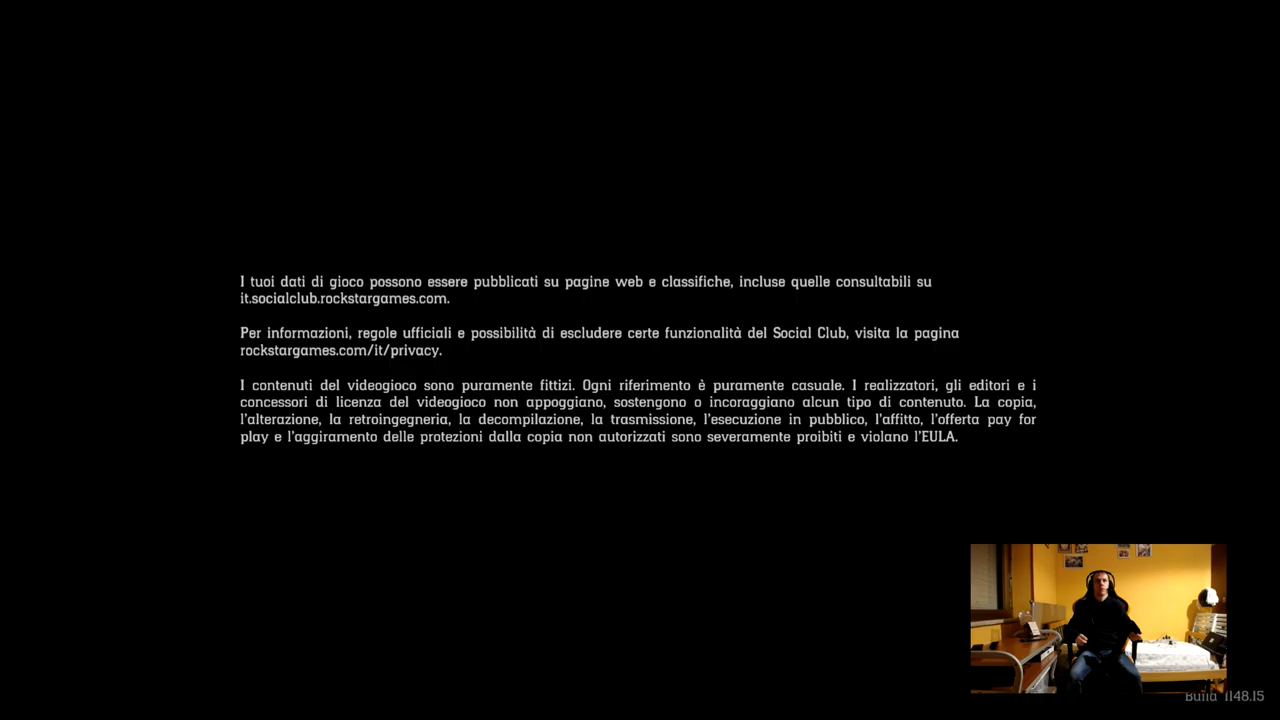 I tuoi dati di gioco possono essere pubblicati su pagine web e classifiche, incluse quelle consultabili su
it.socialclub.rockstargames.com.
Per informazioni, regole ufficiali e possibilità di escludere certe funzionalità del Social Club, visita la pagina
rockstargames.com/it/privacy.
I contenuti del videogioco sono puramente fittizi. Ogni riferimento è puramente casuale. I realizzatori, gli editori e i
concessori di licenza del videogioco non appoggiano, sostengono o incoraggiano alcun tipo di contenuto. La copia,
l'alterazione, la retroingegneria, la decompilazione, la trasmissione, l'esecuzione in pubblico, l'affitto, l'offerta pay for
play e l'aggiramento delle protezioni dalla copia non autorizzati sono severamente proibiti e violano l'EULA.
Build 1148.15